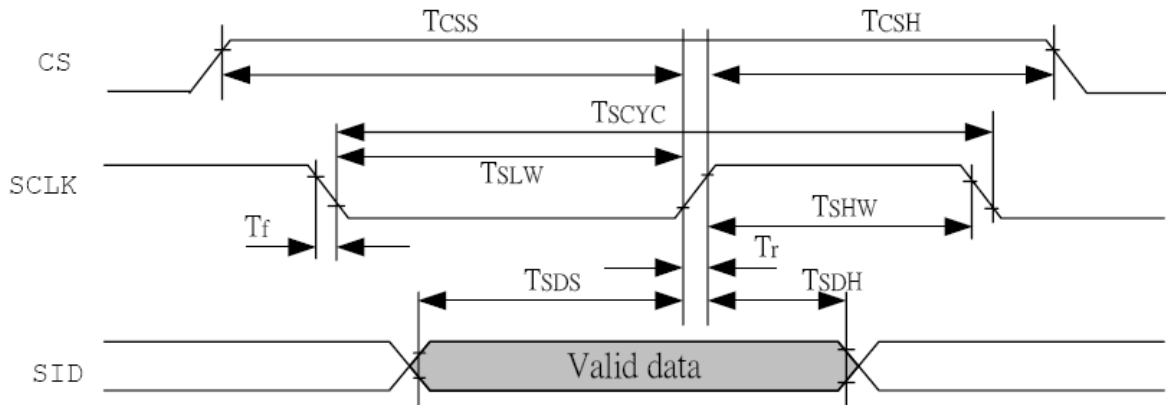 TCSS
TCSH
CS
TSCYC
TSLW
SCLK
TSHW
Tf
Tr
TSDS
TSDH
Valid data
SID